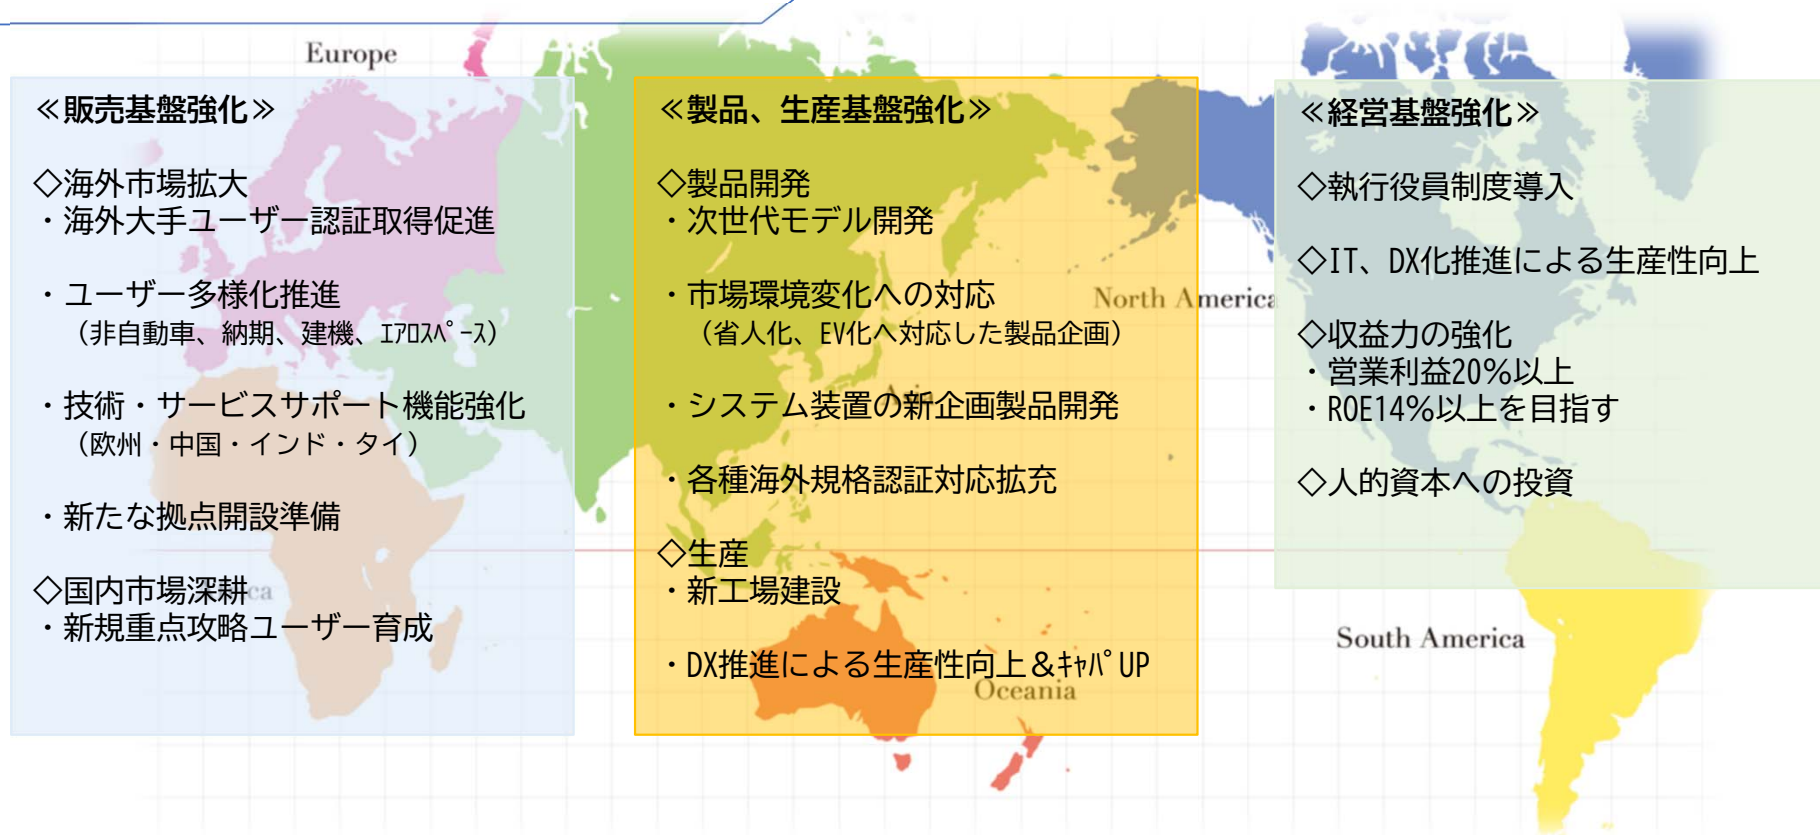 Europe
≪販売基盤強化≫
◇海外市場拡大
・海外大手ユーザー認証取得促進
・ユーザー多様化推進
（非自動車、納期、建機、ｴｱﾛｽﾍﾟｰｽ）
・技術・サービスサポート機能強化
（欧州・中国・インド・タイ）
・新たな拠点開設準備
◇国内市場深耕
・新規重点攻略ユーザー育成
≪製品、生産基盤強化≫
◇製品開発
・次世代モデル開発
・市場環境変化への対応
（省人化、EV化へ対応した製品企画）
・システム装置の新企画製品開発
・各種海外規格認証対応拡充
◇生産
・新工場建設
・DX推進による生産性向上＆ｷｬﾊﾟUP
Asia
Oceania
North America
≪経営基盤強化≫
◇執行役員制度導入
◇IT、DX化推進による生産性向上
◇収益力の強化
・営業利益20%以上
・ROE14%以上を目指す
◇人的資本への投資
South America